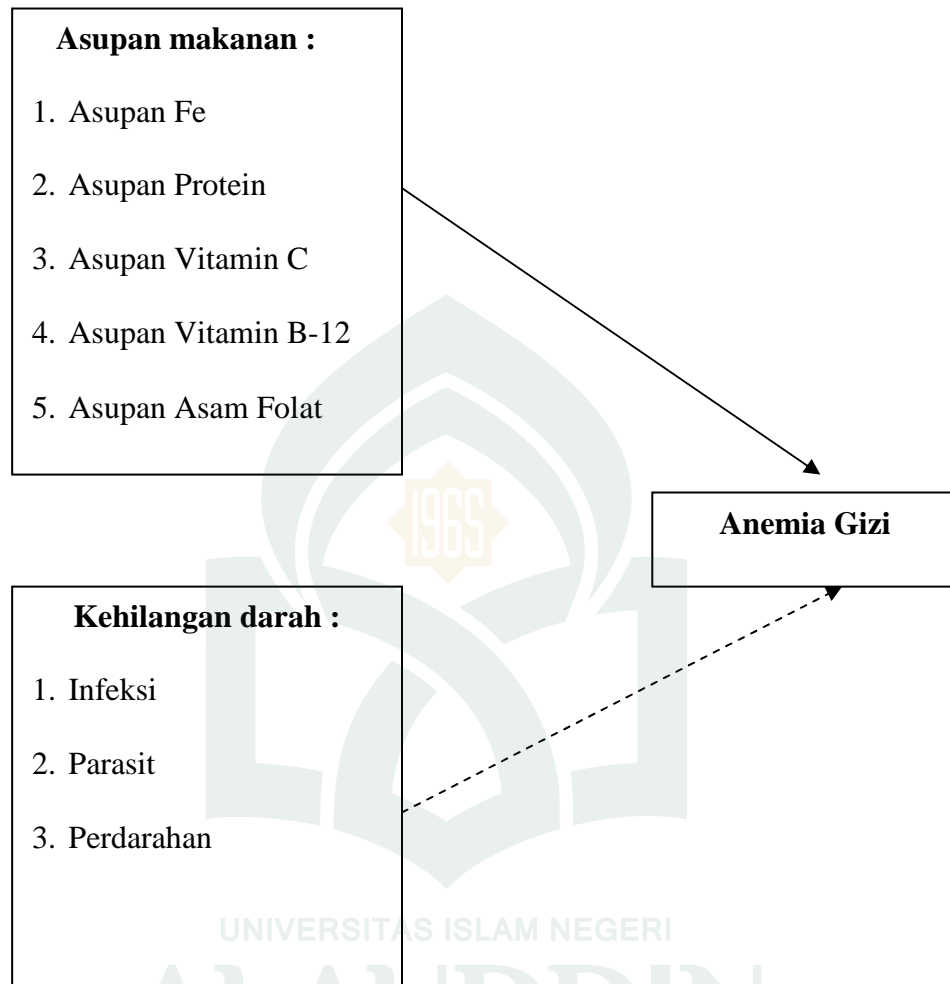 Asupan makanan :
1. Asupan Fe
2. Asupan Protein
3. Asupan Vitamin C
4. Asupan Vitamin B-12
5. Asupan Asam Folat
1965
Anemia Gizi
Kehilangan darah :
1. Infeksi
2. Parasit
3. Perdarahan
UNIVERSITAS ISLAM NEGERI
ALAUDDIN